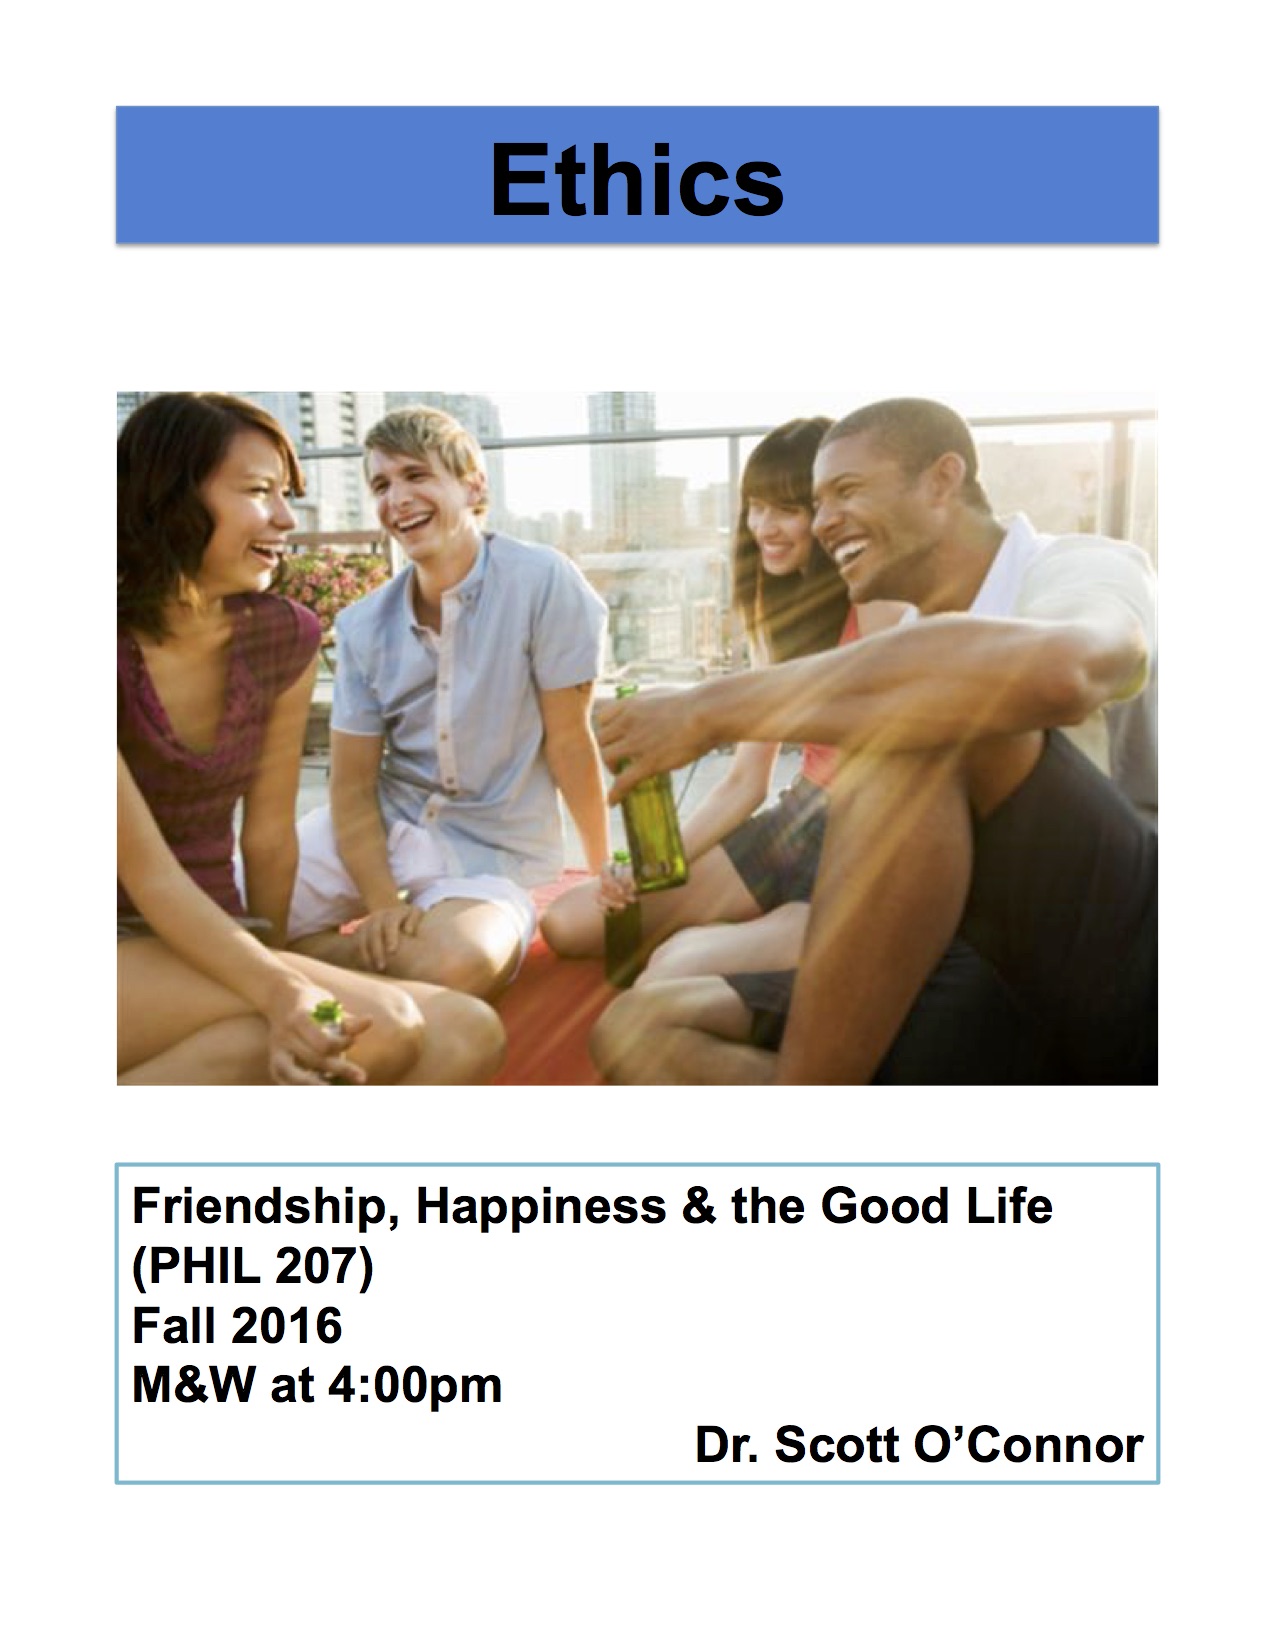 Ethics
Friendship, Happiness & the Good Life
(PHIL 207)
Fall 2016
M&W at 4:00pm
Dr. Scott O’Connor